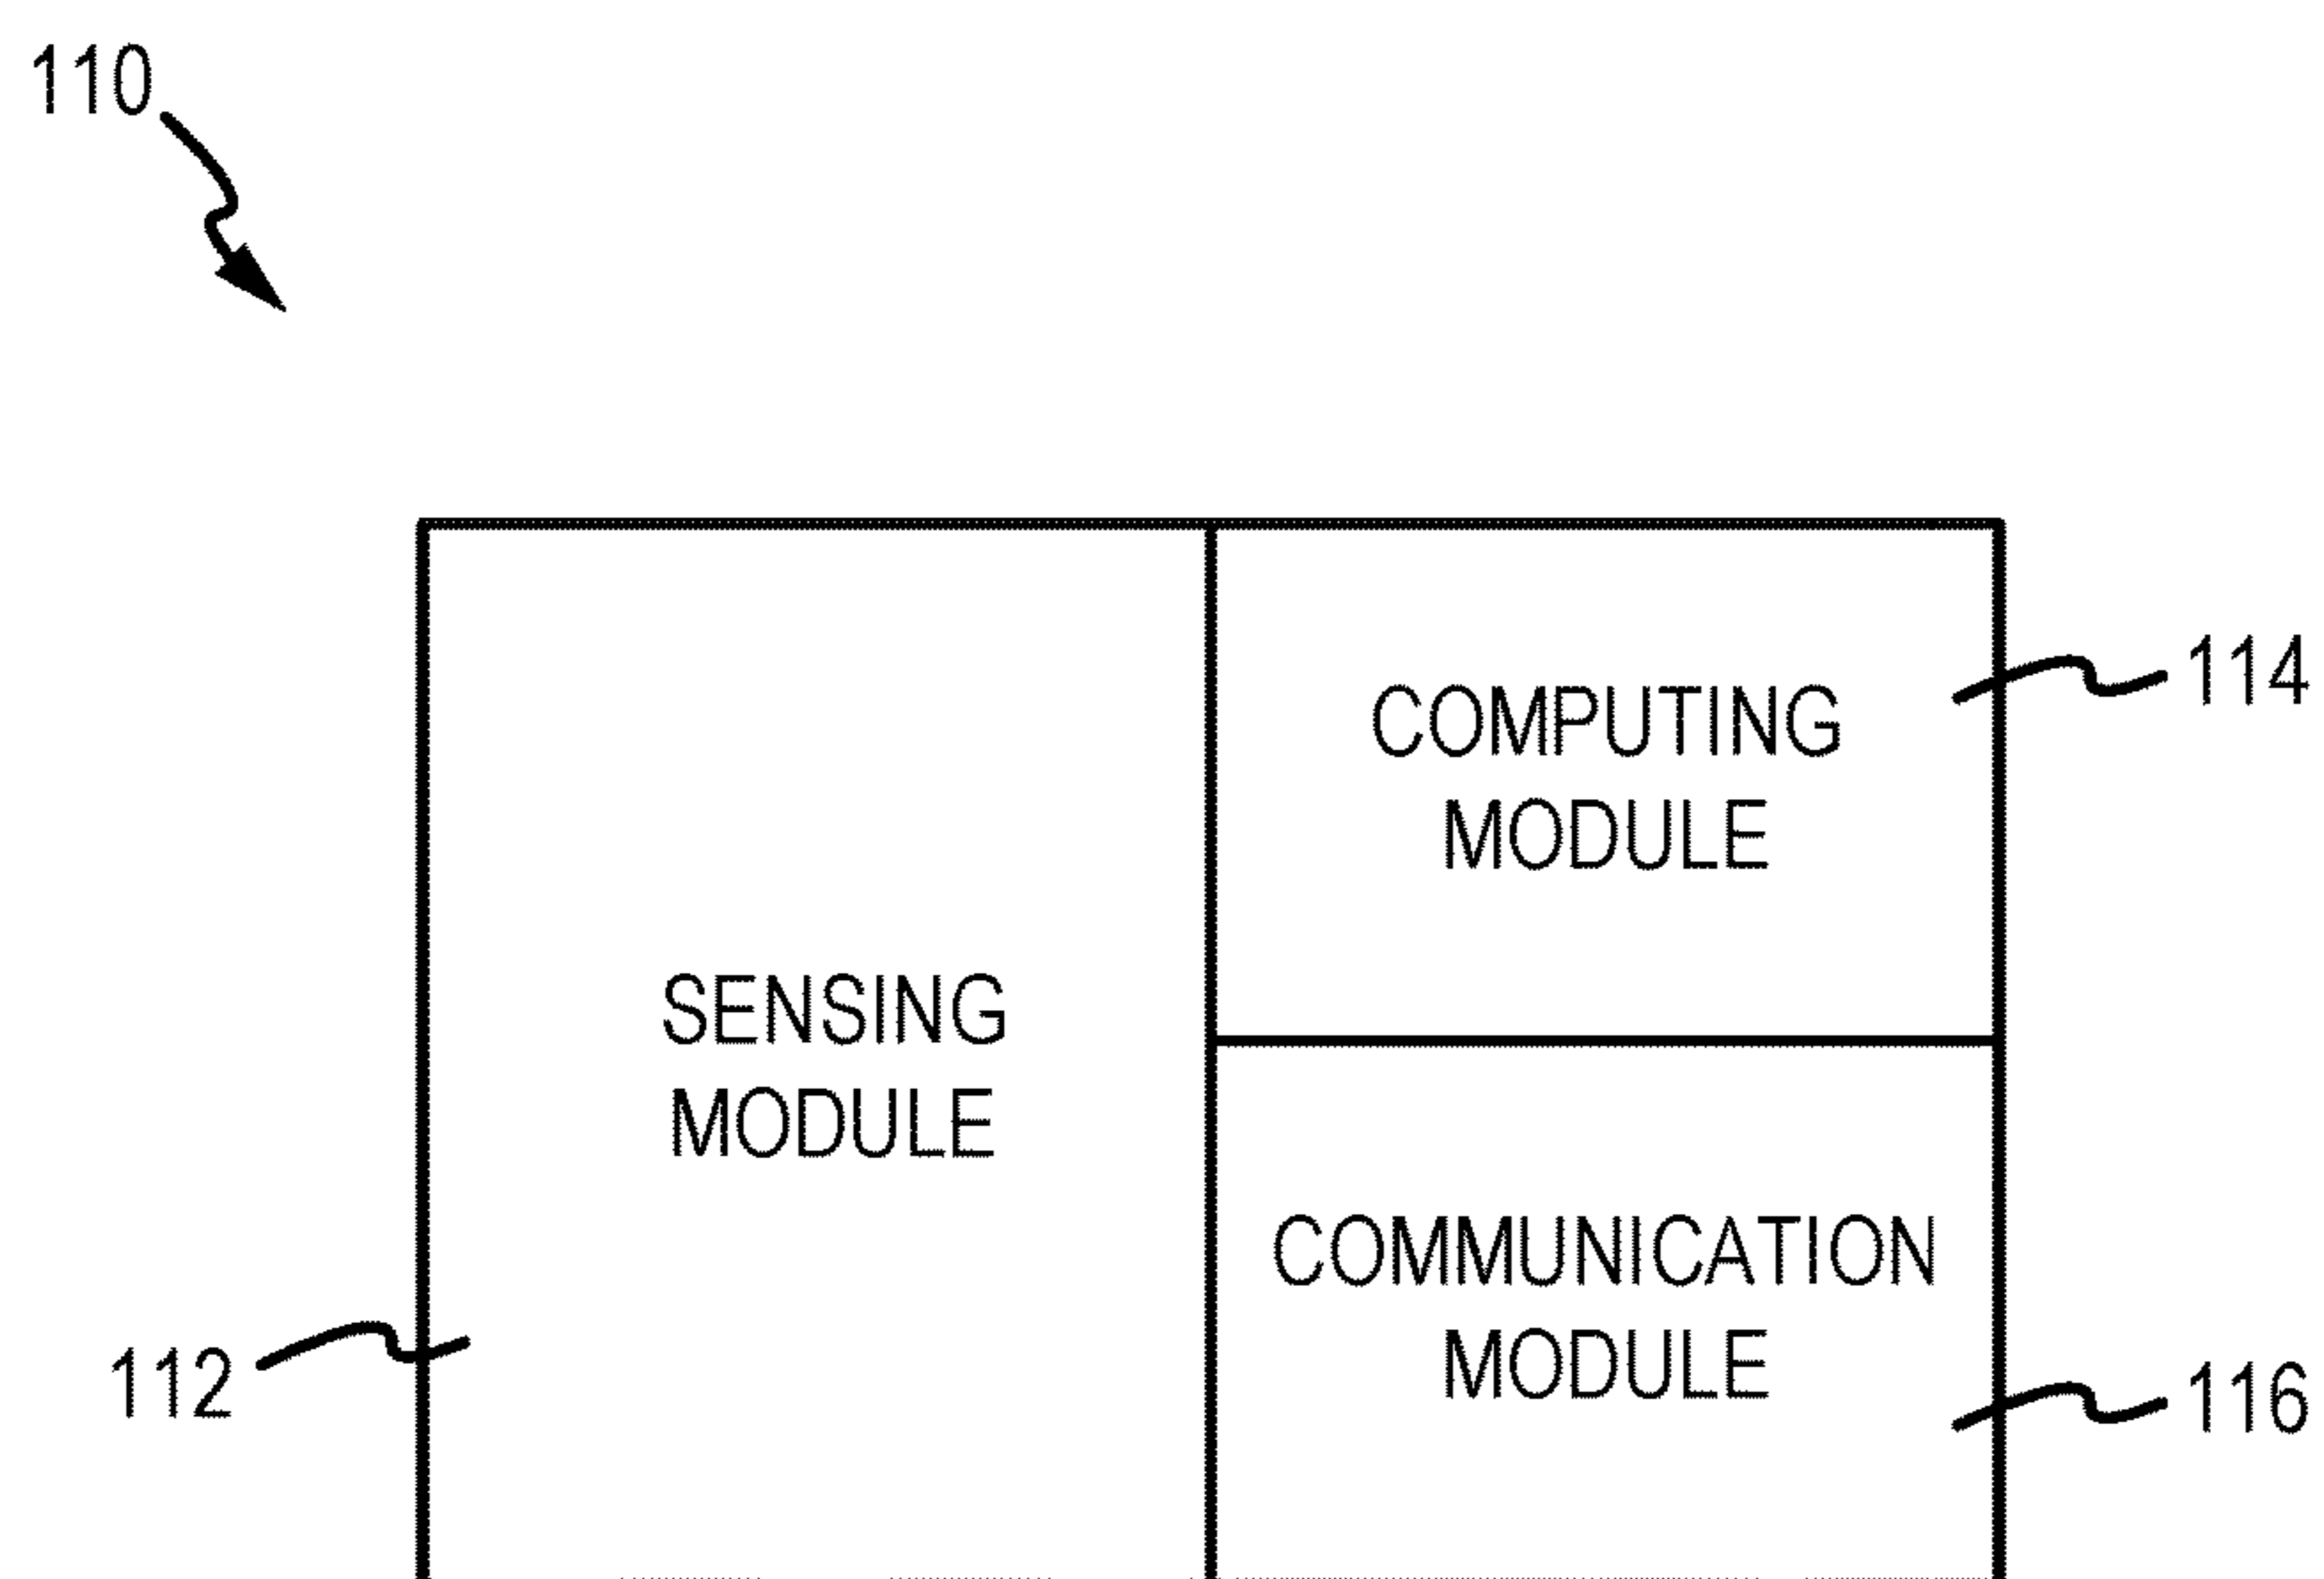 110
COMPUTING
MODULE
114
SENSING
MODULE
COMMUNICATION
MODULE
112
116